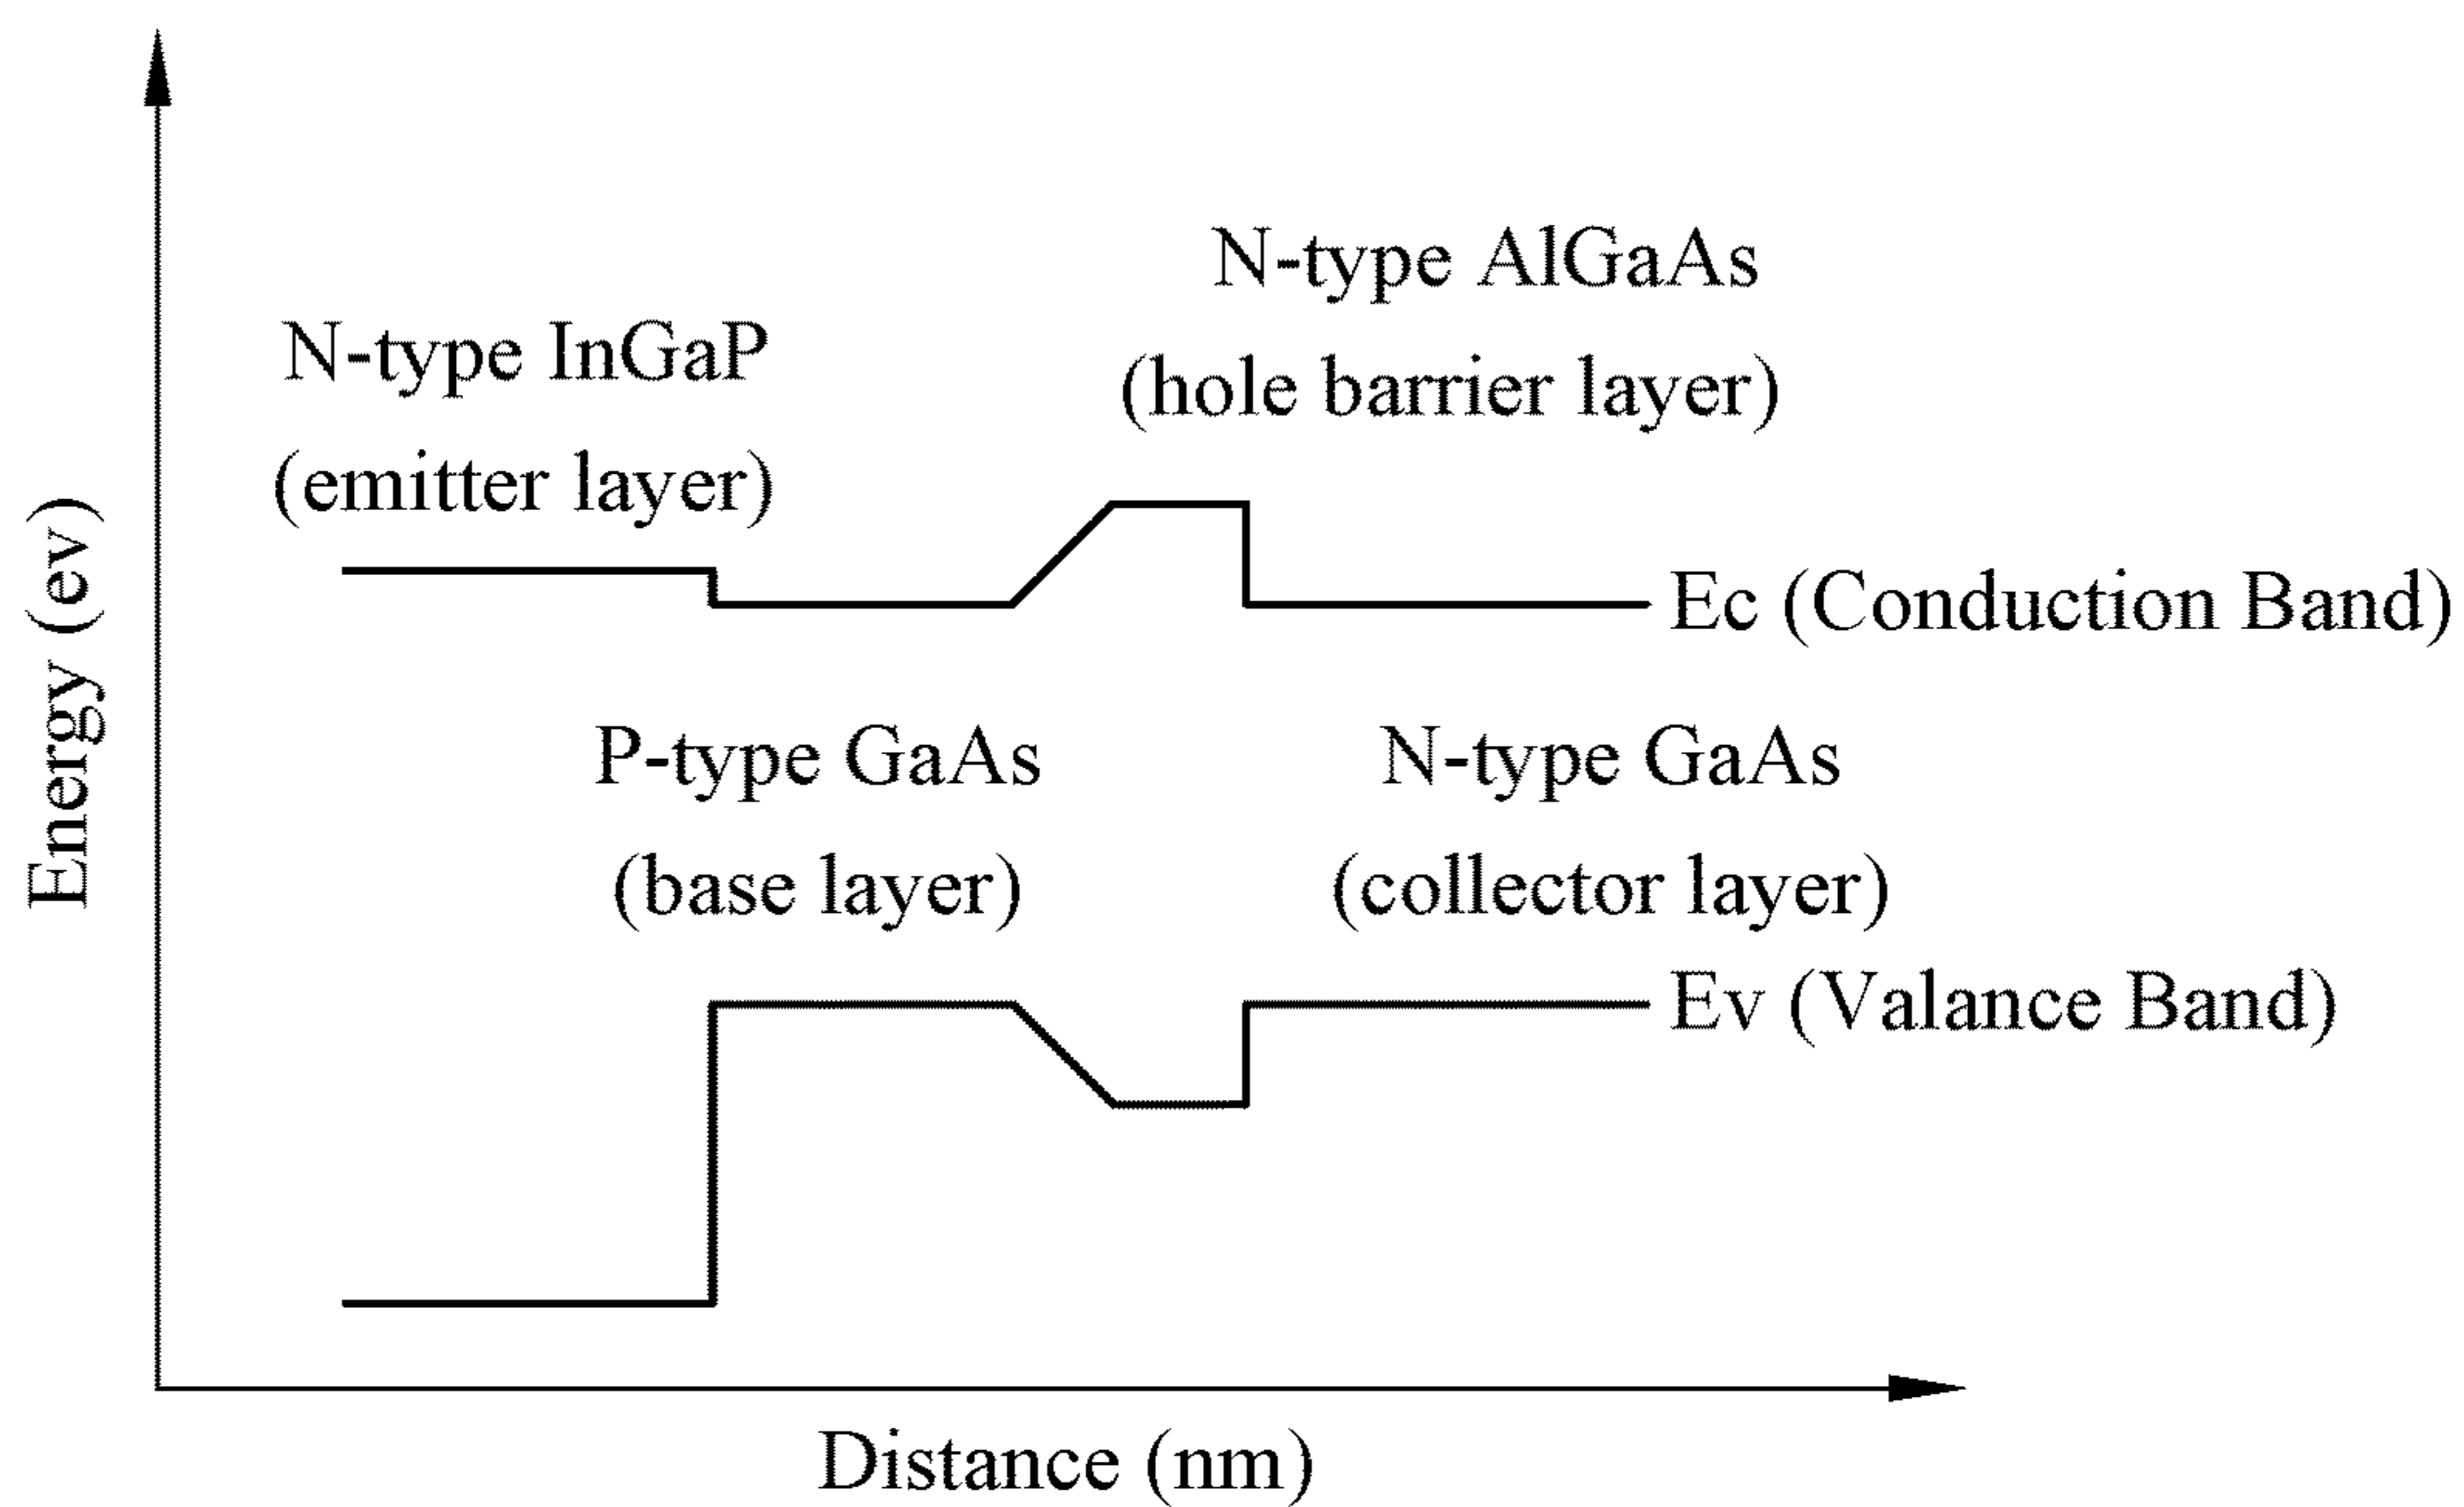 N-type AlGaAs
(hole barrier layer)
N-type InGaP
(emitter layer)
Ec (Conduction Band)
P-type GaAs
(base layer)
N-type GaAs
(collector layer)
Ev (Valance Band)
Energy (ev)
Distance (nm)